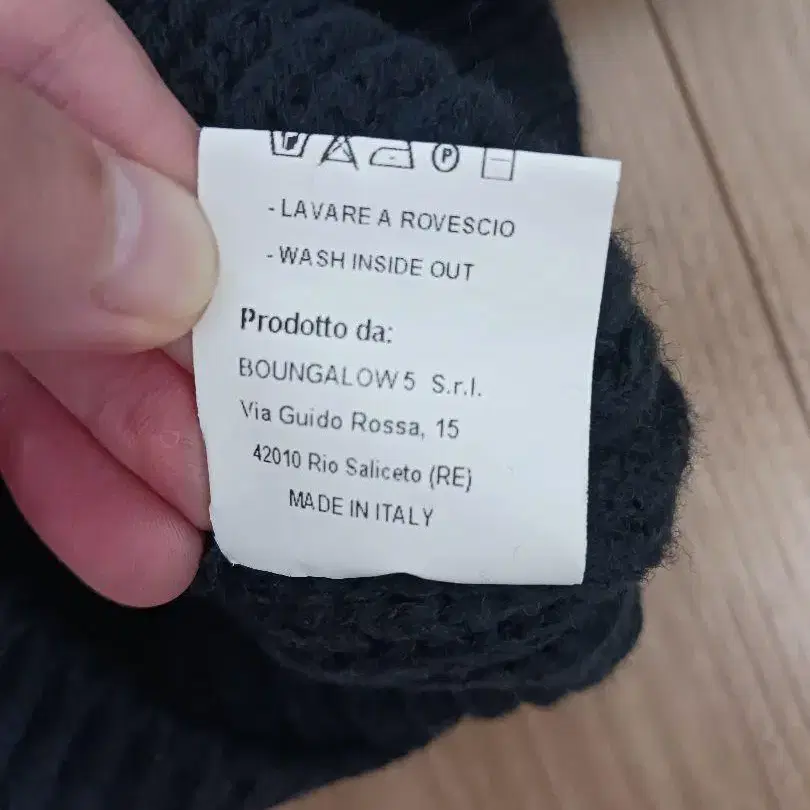 P
- LAVARE A ROVESCIO
- WASH INSIDE OUT
Prodotto da:
BOUNGALOW 5 S.r.l.
Via Guido Rossa, 15
42010 Rio Saliceto (RE)
MADE IN ITALY